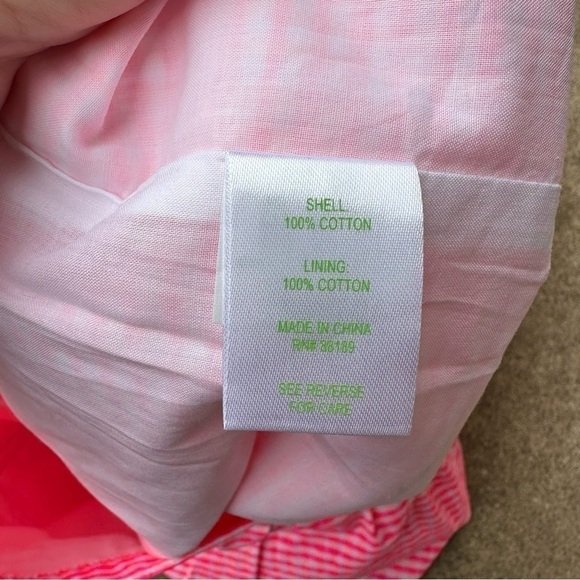 SHELL:
100% COTTON
LINING:
100% COTTON
MADE IN CHINA
RN# 38189
SEE REVERSE
FOR CARE